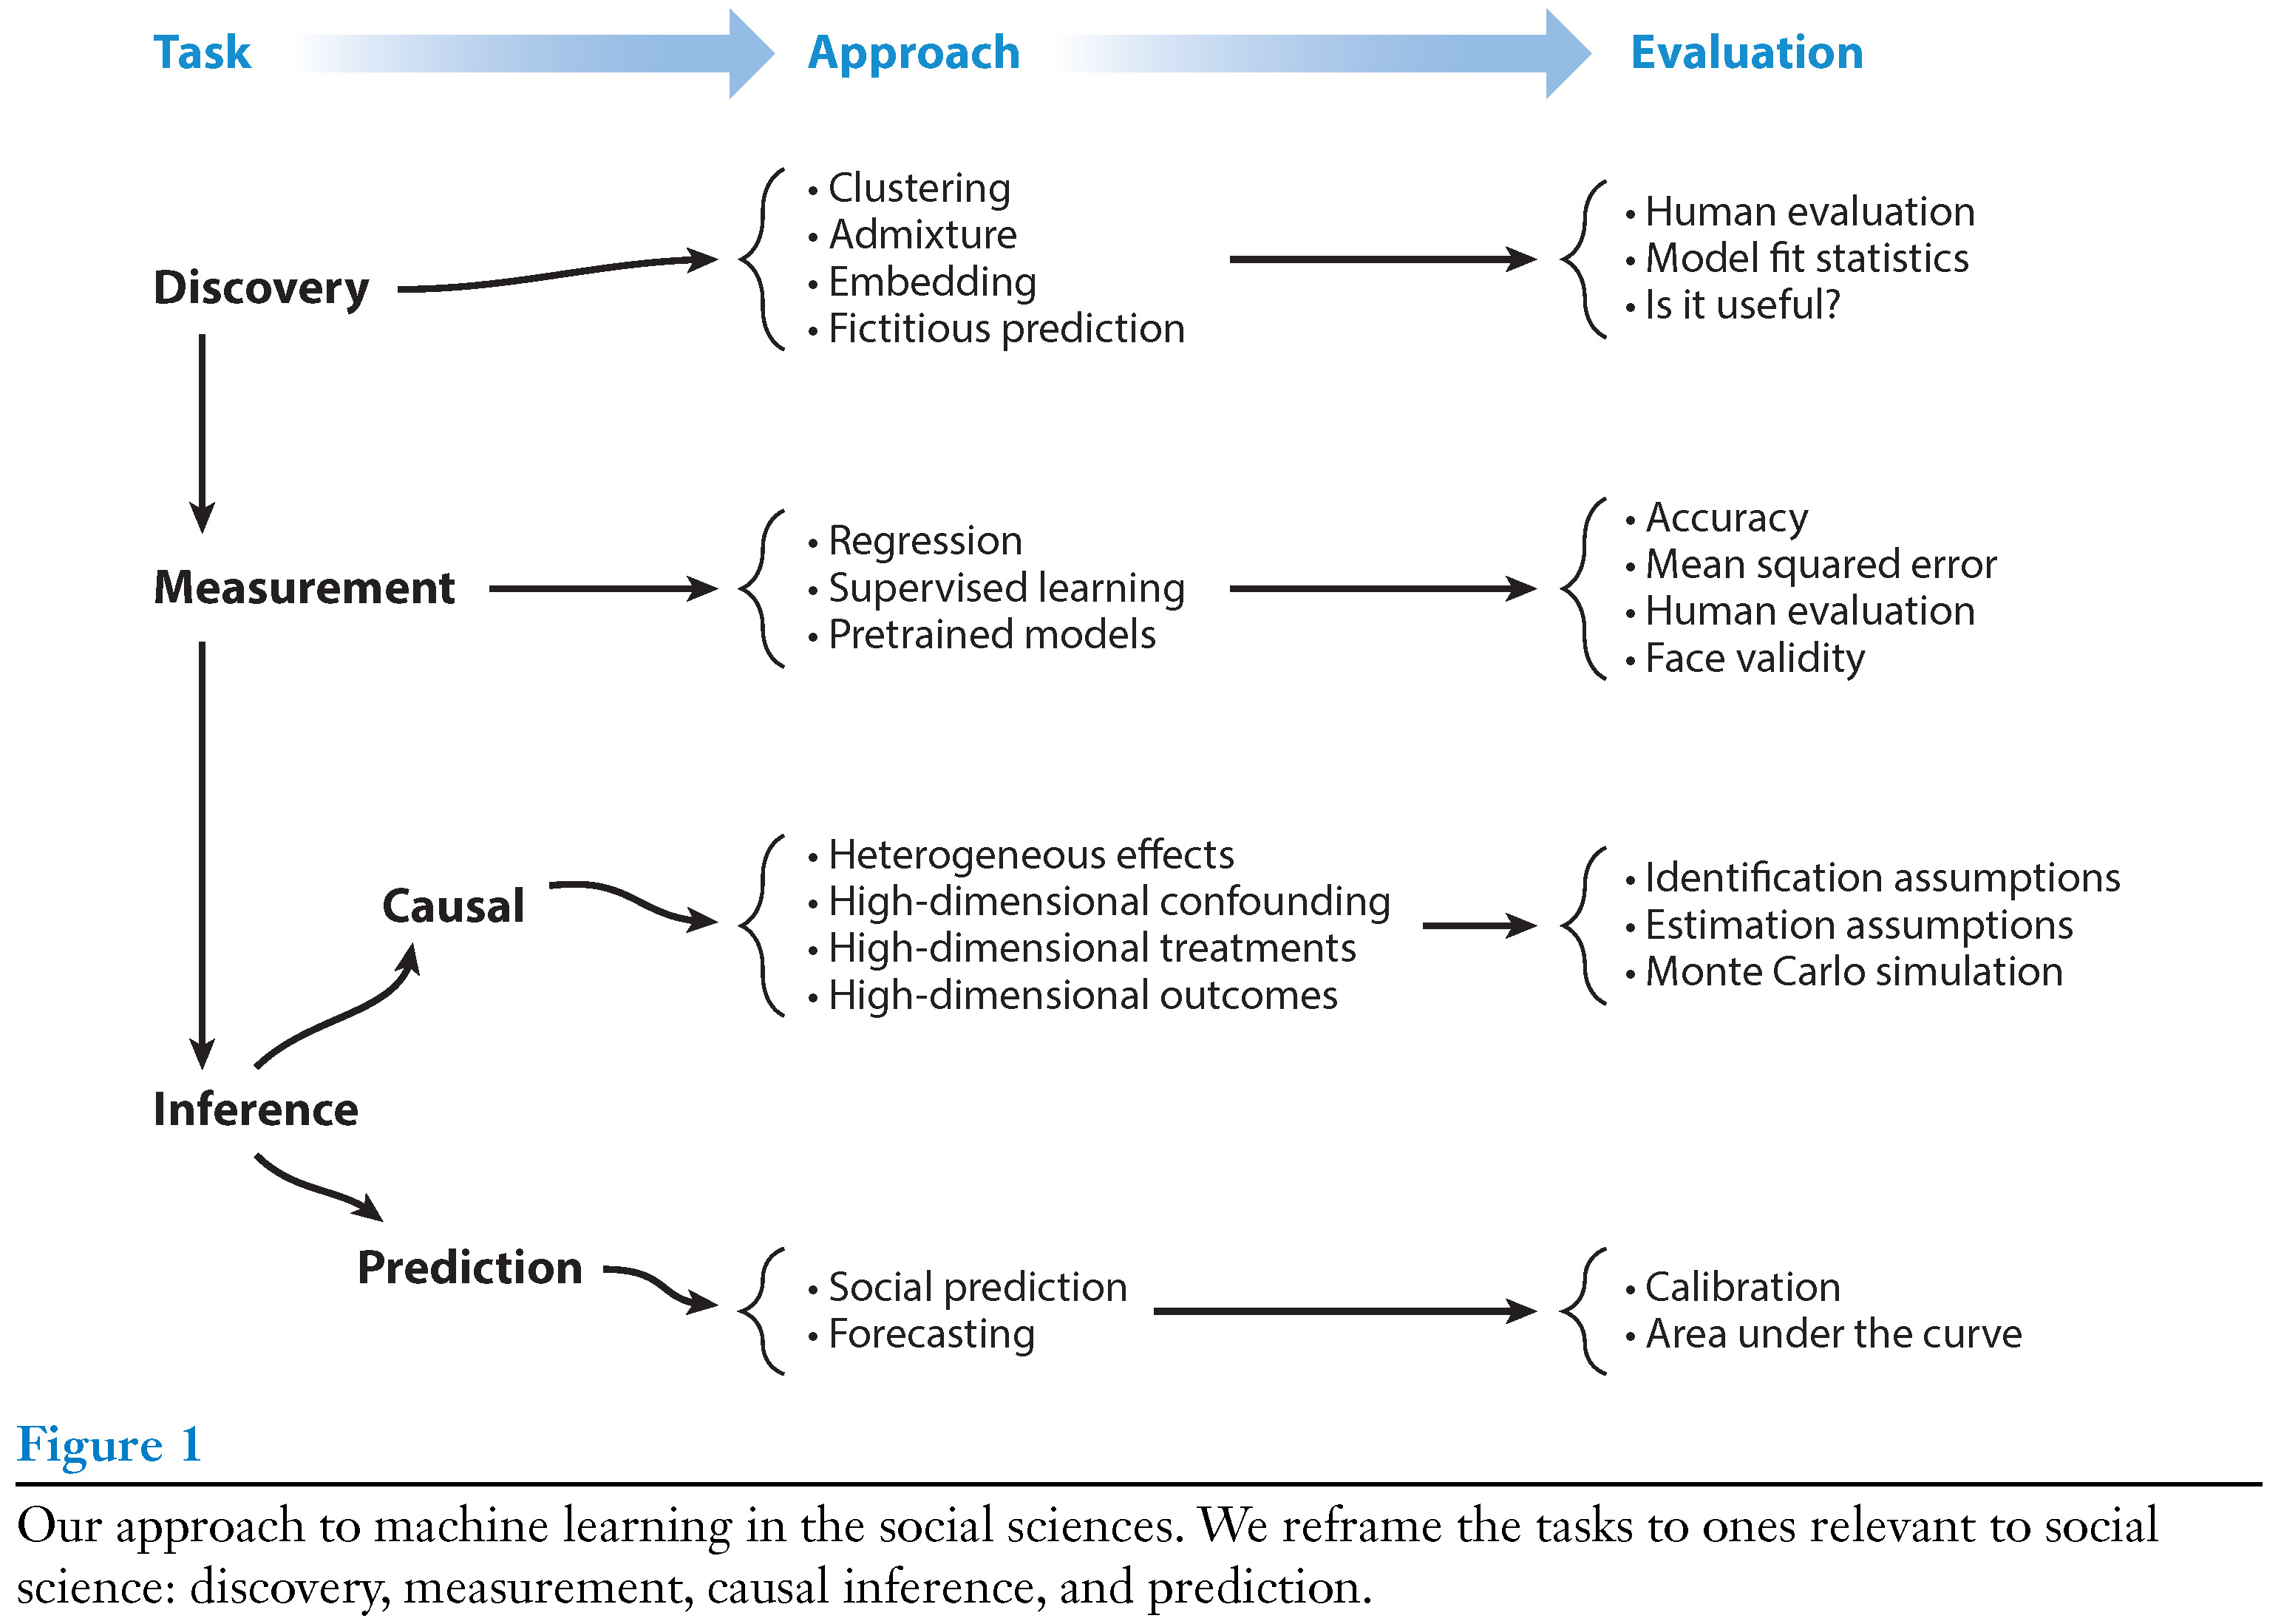 Task Approach Evaluation
Discovery
• Clustering
• Admixture
• Embedding
• Fictitious prediction
• Human evaluation
• Model fit statistics
• Is it useful?
Measurement
• Regression
• Supervised learning
• Pretrained models
• Accuracy
• Mean squared error
• Human evaluation
• Face validity
Inference
Causal
• Heterogeneous effects
• High-dimensional confounding
• High-dimensional treatments
• High-dimensional outcomes
• Identification assumptions
• Estimation assumptions
• Monte Carlo simulation
Prediction
• Social prediction
• Forecasting
• Calibration
• Area under the curve
Figure 1
Our approach to machine learning in the social sciences. We reframe the tasks to ones relevant to social
science: discovery, measurement, causal inference, and prediction.